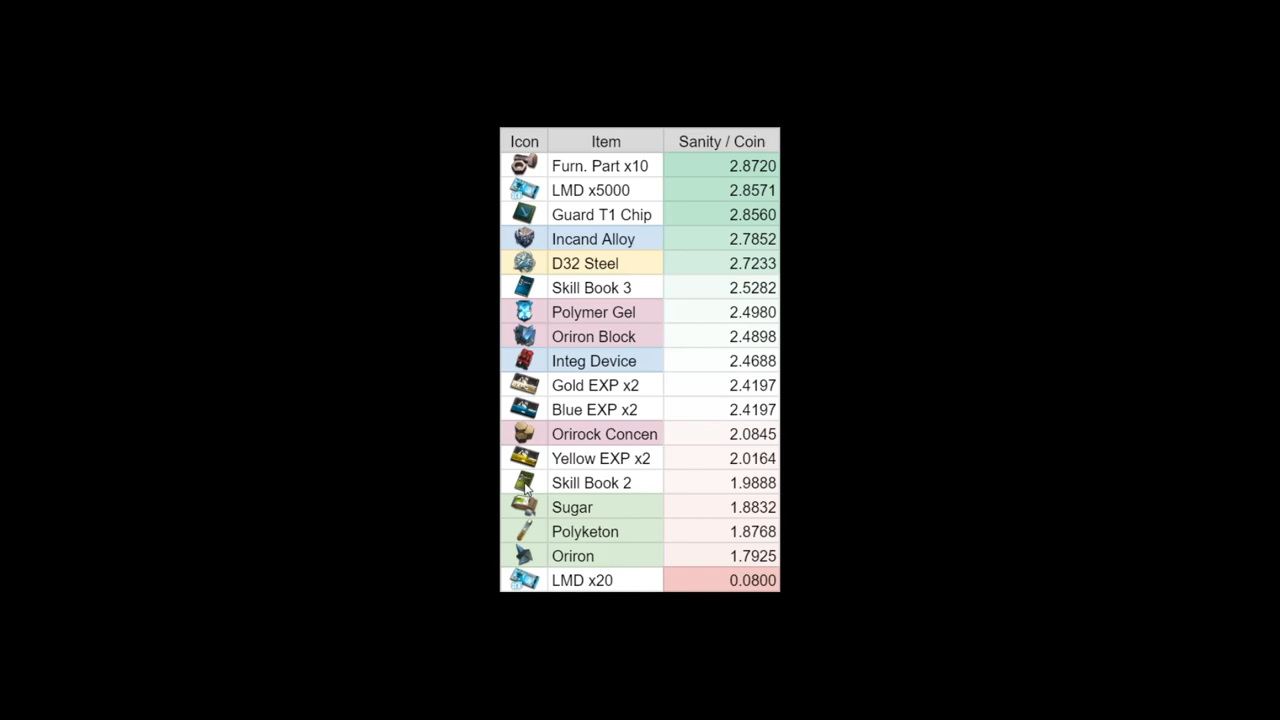 Icon Item Sanity / Coin
Furn. Part x10 2.8720
LMD x5000 2.8571
Guard T1 Chip 2.8560
Incand Alloy 2.7852
D32 Steel 2.7233
Skill Book 3 2.5282
Polymer Gel 2.4980
Oriron Block 2.4898
Integ Device 2.4688
Gold EXP x2 2.4197
Blue EXP x2 2.4197
Orirock Concen 2.0845
Yellow EXP x2 2.0164
Skill Book 2 1.9888
Sugar 1.8832
Polyketon 1.8768
Oriron 1.7925
LMD x20 0.0800